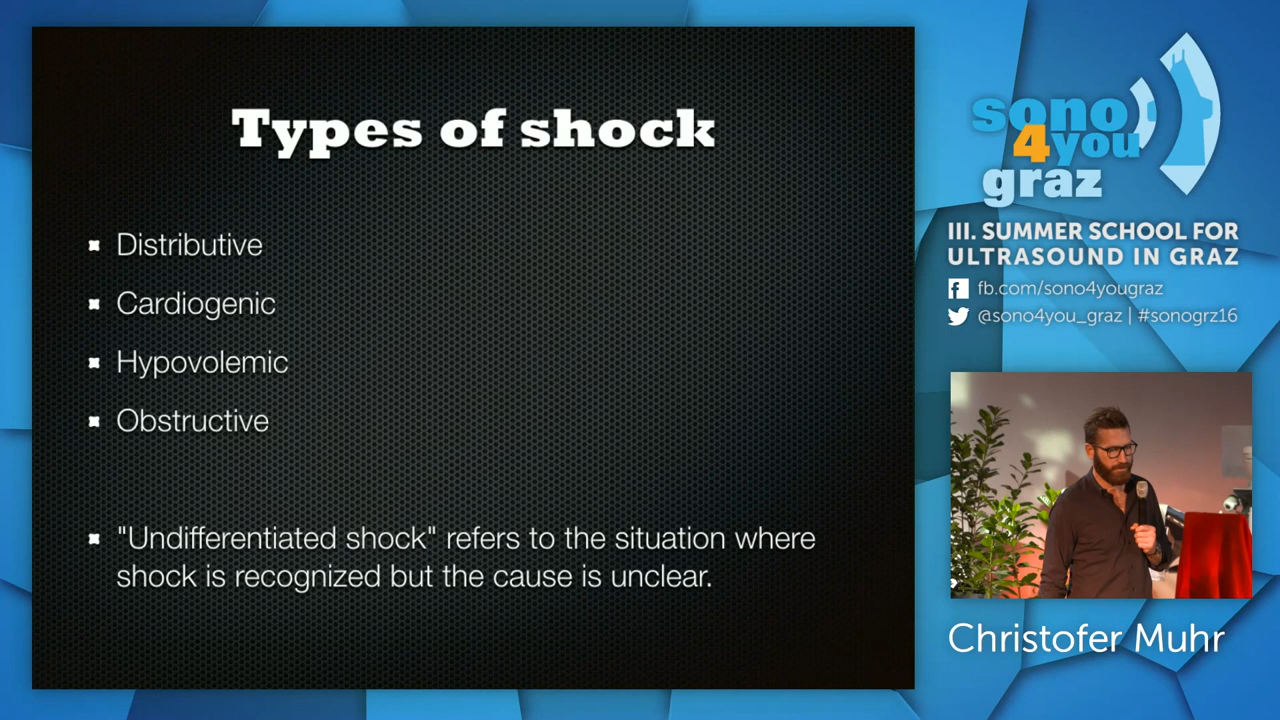 Types of shock
Distributive
Cardiogenic
Hypovolemic
Obstructive
"Undifferentiated shock" refers to the situation where
shock is recognized but the cause is unclear.
sono
4you
graz
III. SUMMER SCHOOL FOR
ULTRASOUND IN GRAZ
fb.com/sono4yougraz
@sono4you_graz | #sonogrz16
Christofer Muhr